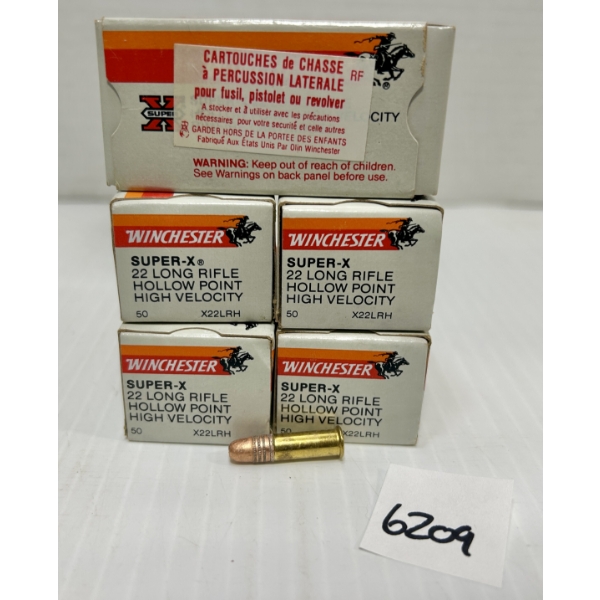 CARTOUCHES de CHASSE
à PERCUSSION LATERALE RF
pour fusil, pistolet ou revolver
A stocker et à utilisér avec les précautions
nécessaires pour votre securité et celle autres
GARDER HORS DE LA PORTEE DES ENFANTS
Fabriqué Aux États Unis Par Olin Winchester
X
SUPER
CITY
WARNING: Keep out of reach of children.
See Warnings on back panel before use.
WINCHESTER
SUPER-X®
22 LONG RIFLE
HOLLOW POINT
HIGH VELOCITY
50 X22LRH
WINCHESTER
SUPER-X
22 LONG RIFLE
HOLLOW POINT
HIGH VELOCITY
50 X22LRH
WINCHESTER
SUPER-X
22 LONG RIFLE
HOLLOW POINT
HIGH VELOCITY
50 X22LRH
WINCHESTER
SUPER-X
22 LONG RIFLE
HOLLOW POINT
HIGH VELOCITY
50 X22LRH
6209